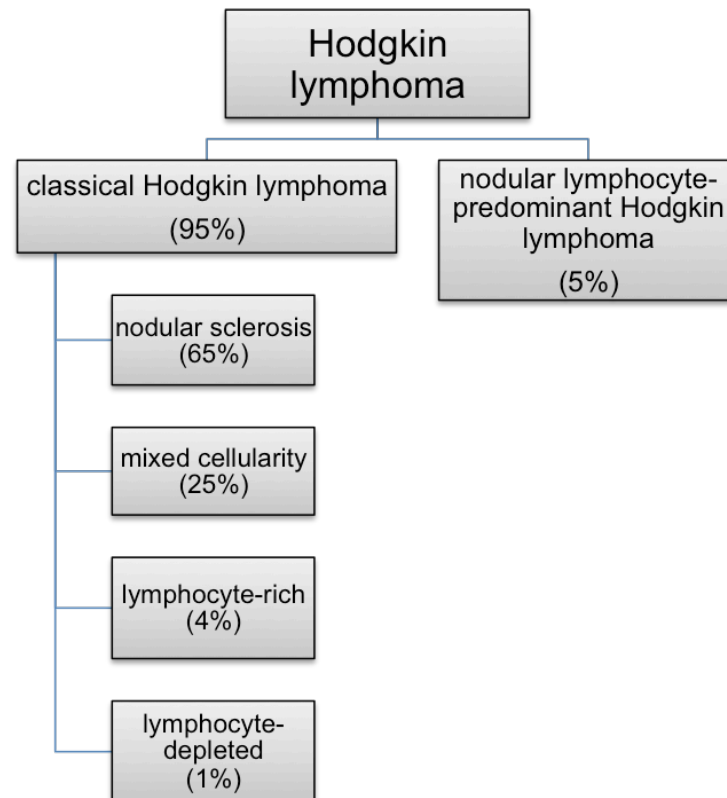 Hodgkin
lymphoma
classical Hodgkin lymphoma
(95%)
nodular lymphocyte-
predominant Hodgkin
lymphoma
(5%)
nodular sclerosis
(65%)
mixed cellularity
(25%)
lymphocyte-rich
(4%)
lymphocyte-
depleted
(1%)